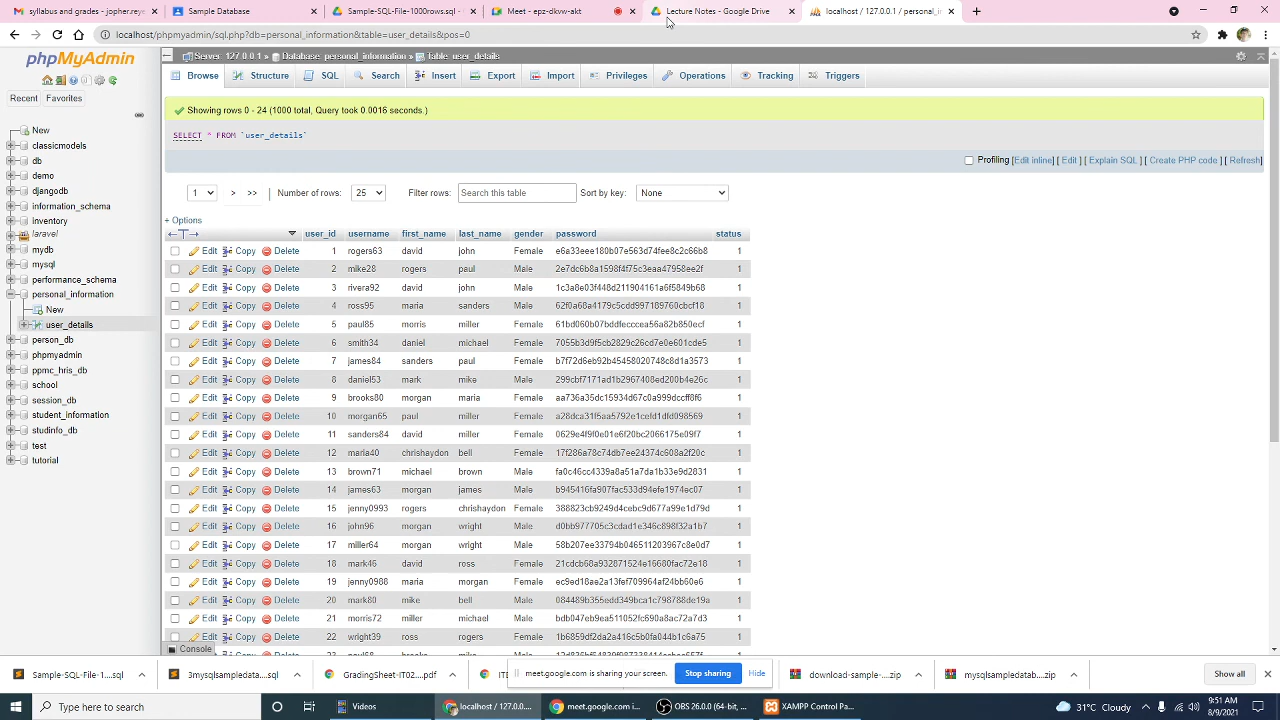 syllabus and grades - jopher.reye
Sample Database
Sample-SQL-File-1000rows.sql -
Meet - epz-dkwv-akt
Lecture Notes - Google Drive
localhost / 127.0.0.1 / personal_in
localhost/phpmyadmin/sql.php?db=personal_information&table=user_details&pos=0
phpMyAdmin
Server: 127.0.0.1 » Database: personal_information » Table: user_details
Browse Structure SQL Search Insert Export Import Privileges Operations Tracking Triggers
Recent Favorites
New
classicmodels
db
demo
djangodb
information_schema
inventory
laravel
mydb
mysql
performance_schema
personal_information
New
user_details
person_db
phpmyadmin
ppmc_hris_db
school
session_db
student_information
studinfo_db
test
tutorial
Showing rows 0 - 24 (1000 total, Query took 0.0016 seconds.)
SELECT * FROM `user_details`
Profiling [Edit inline] [ Edit ] [ Explain SQL ] [ Create PHP code ] [ Refresh]
1 > >> Number of rows: 25 Filter rows: Search this table Sort by key: None
+ Options
←T→ user_id username first_name last_name gender password status
Edit Copy Delete 1 rogers63 david john Female e6a33eee180b07e563d74fee8c2c66b8 1
Edit Copy Delete 2 mike28 rogers paul Male 2e7dc6b8a1598f4f75c3eaa47958ee2f 1
Edit Copy Delete 3 rivera92 david john Male 1c3a8e03f448d211904161a6f5849b68 1
Edit Copy Delete 4 ross95 maria sanders Male 62f0a68a4179c5cdd997189760cbcf18 1
Edit Copy Delete 5 paul85 morris miller Female 61bd060b07bddfecccea56a82b850ecf 1
Edit Copy Delete 6 smith34 daniel michael Female 7055b3d9f5cb2829c26cd7e0e601cde5 1
Edit Copy Delete 7 james84 sanders paul Female b7f72d6eb92b45458020748c8d1a3573 1
Edit Copy Delete 8 daniel53 mark mike Male 299cbf7171ad1b2967408ed200b4e26c 1
Edit Copy Delete 9 brooks80 morgan maria Female aa736a35dc15934d67c0a999dccff8f6 1
Edit Copy Delete 10 morgan65 paul miller Female a28dca31f5aa5792e1cefd1dfd098569 1
Edit Copy Delete 11 sanders84 david miller Female 0629e4f9f0e01e6f20bc2066175e09f7 1
Edit Copy Delete 12 maria40 chrishaydon bell Female 17f286a78c74db7ee24374c608a2f20c 1
Edit Copy Delete 13 brown71 michael brown Male fa0c46cc4339a8a51a7da1b33e9d2831 1
Edit Copy Delete 14 james63 morgan james Male b945416fa907fac533d94efe1974ec07 1
Edit Copy Delete 15 jenny0993 rogers chrishaydon Female 388823cb9249d4cebc9d677a99e1d79d 1
Edit Copy Delete 16 john96 morgan wright Male d0bb977705c3cdad1e346c898f32a1b7 1
Edit Copy Delete 17 miller64 morgan wright Male 58b207ee33794b046511203967c8e0d7 1
Edit Copy Delete 18 mark46 david ross Female 21cdcb68a932871524e16680fac72e18 1
Edit Copy Delete 19 jenny0988 maria morgan Female ec9ed18ae2a13fef709964af24bb60e6 1
Edit Copy Delete 20 mark80 mike bell Male 084489b355edd349bca1c798788de19a 1
Edit Copy Delete 21 morris72 miller michael Male bdb047eb9ea511052fc690a8ac72a7d3 1
Edit Copy Delete 22 wright39 ross rogers Female 1b6859df2da2a416c5b0fa044b1c6a75 1
Console
Sample-SQL-File-1....sql
3mysqlsampledata....sql
GradingSheet-IT02....pdf
meet.google.com is sharing your screen.
Stop sharing
Hide
download-sample-....zip
mysqlsampledatab....zip
Show all
Type here to search
Videos
localhost / 127.0.0....
meet.google.com i...
OBS 26.0.0 (64-bit, ...
XAMPP Control Pa...
31°C Cloudy
9:51 AM
8/9/2021